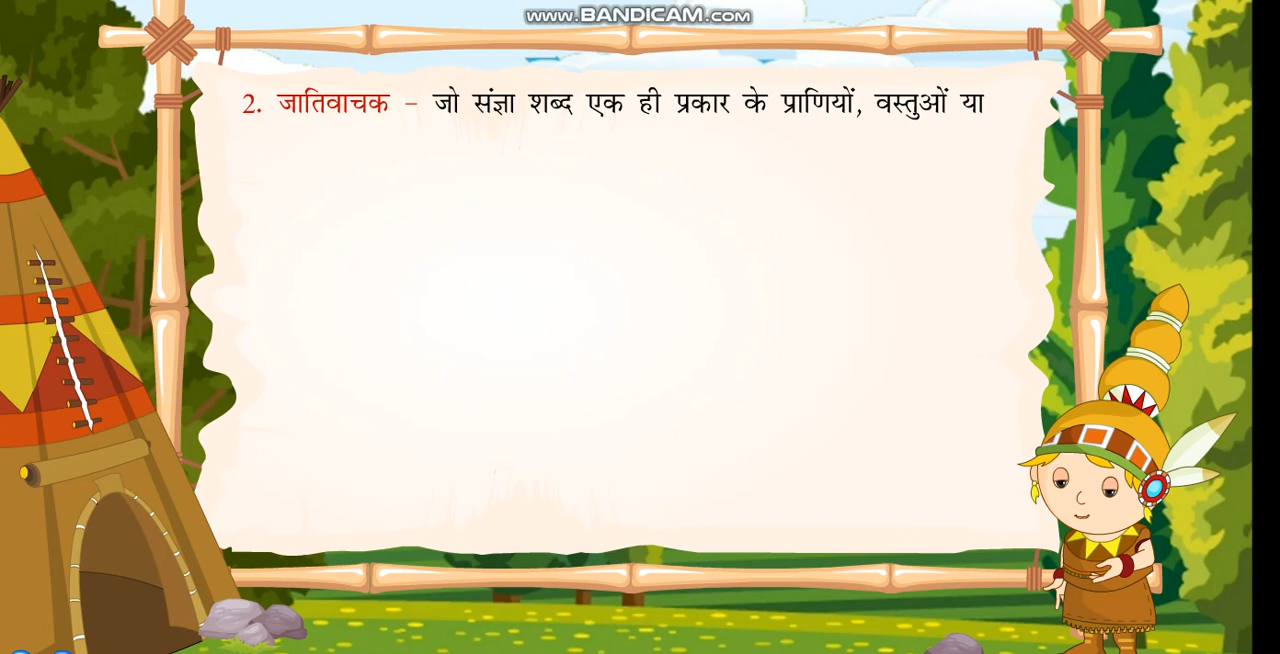 www.BANDICAM.com
2. जातिवाचक – जो संज्ञा शब्द एक ही प्रकार के प्राणियों, वस्तुओं या